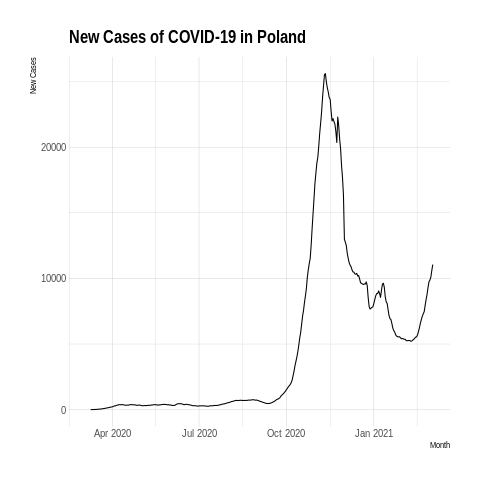 New Cases of COVID-19 in Poland
New Cases
20000
10000
0
Apr 2020 Jul 2020 Oct 2020 Jan 2021
Month